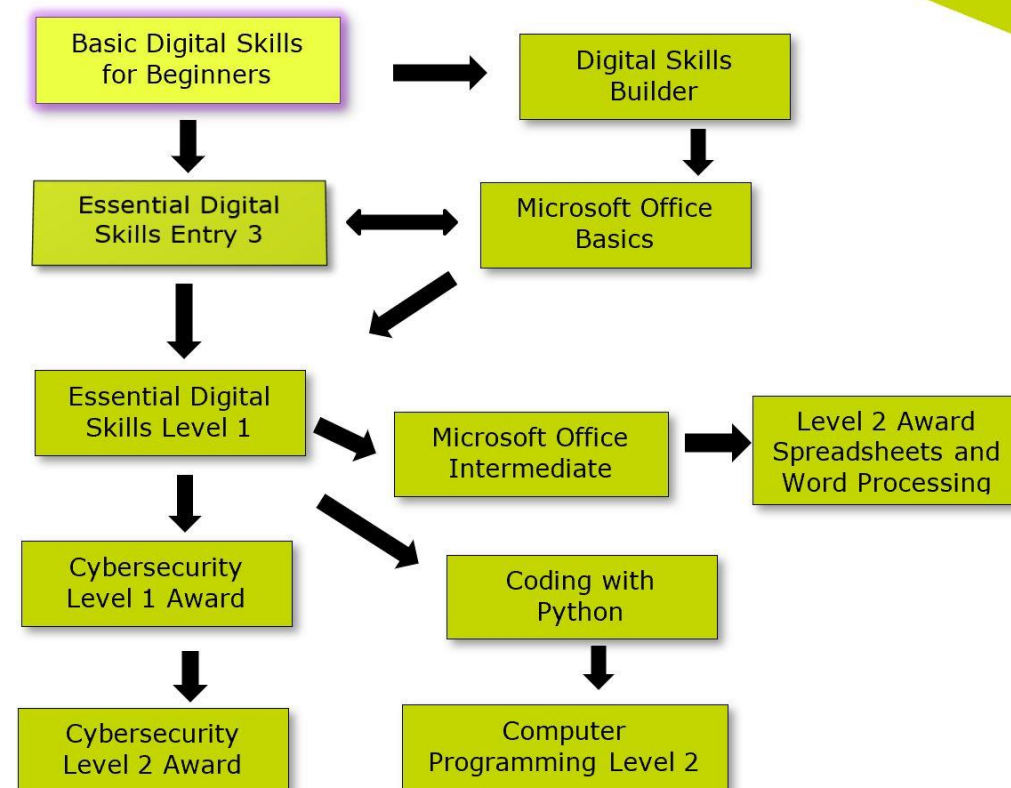 Basic Digital Skills
for Beginners
Digital Skills
Builder
Essential Digital
Skills Entry 3
Microsoft Office
Basics
Essential Digital
Skills Level 1
Microsoft Office
Intermediate
Level 2 Award
Spreadsheets and
Word Processing
Cybersecurity
Level 1 Award
Coding with
Python
Cybersecurity
Level 2 Award
Computer
Programming Level 2